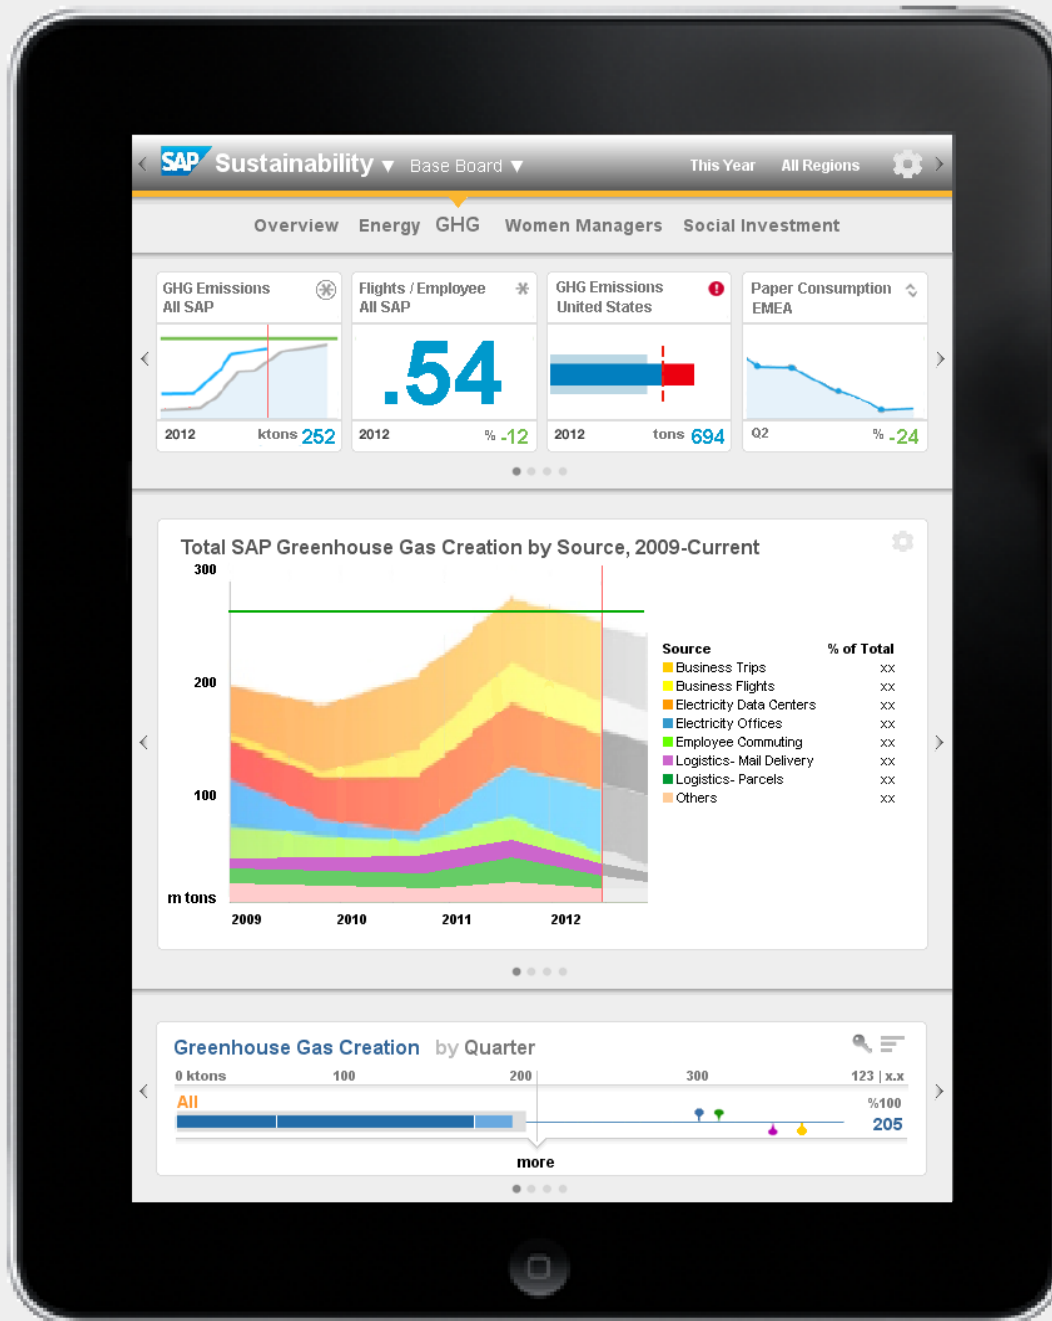 SAP Sustainability ▼ Base Board ▼ This Year All Regions
Overview Energy GHG Women Managers Social Investment
GHG Emissions
All SAP
2012 ktons 252
Flights / Employee
All SAP
.54
2012 % -12
GHG Emissions
United States
2012 tons 694
Paper Consumption
EMEA
Q2 % -24
Total SAP Greenhouse Gas Creation by Source, 2009-Current
300
200
100
m tons
2009 2010 2011 2012
Source % of Total
Business Trips xx
Business Flights xx
Electricity Data Centers xx
Electricity Offices xx
Employee Commuting xx
Logistics- Mail Delivery xx
Logistics- Parcels xx
Others xx
Greenhouse Gas Creation by Quarter
0 ktons 100 200 300 123 | x.x
All %100
205
more